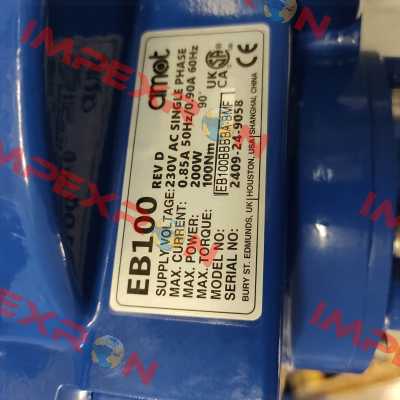 amot
EB100
REV D
SUPPLY VOLTAGE: 230V AC SINGLE PHASE
MAX. CURRENT: 0.85A 50Hz/0.90A 60Hz
MAX. POWER: 200W
MAX. TORQUE: 100Nm 90°
MODEL NO: EB100BBBBA-BWF
SERIAL NO: 2409-24-9058
BURY ST. EDMUNDS, UK | HOUSTON, USA | SHANGHAI, CHINA
CE
UK
CA
IMPEXRON
IMPEXRON
IMPEXRON